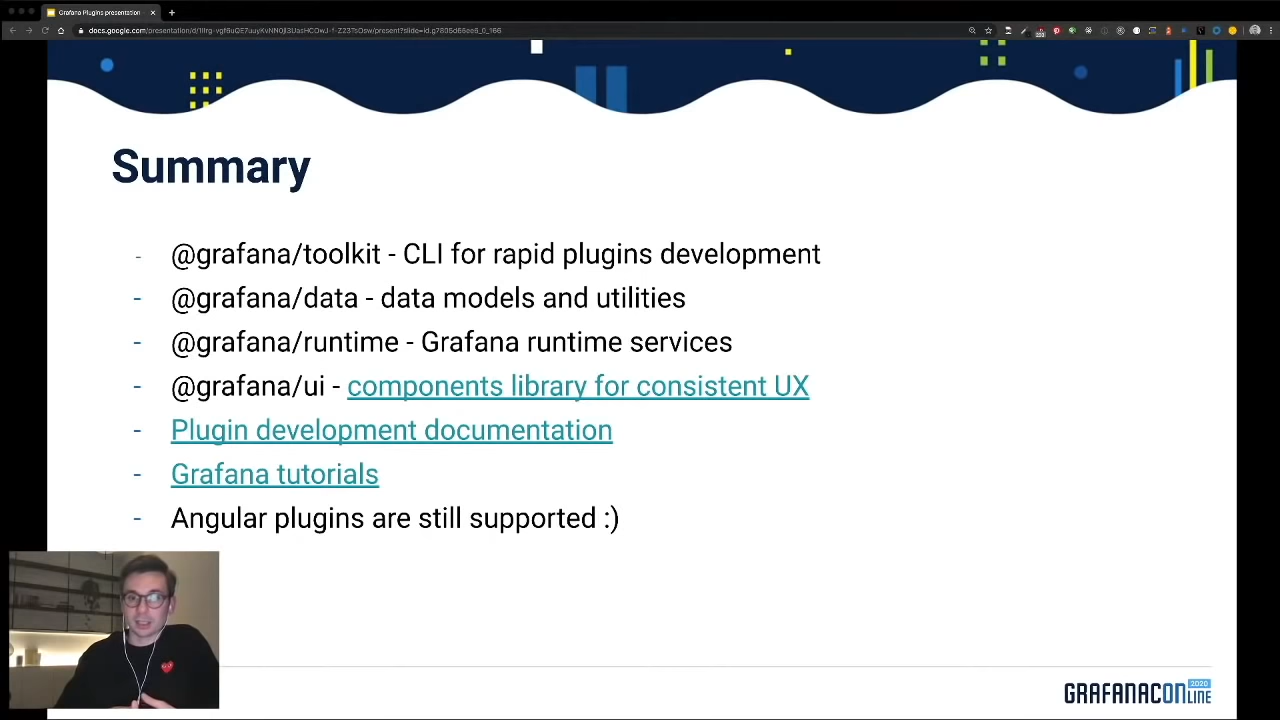 Grafana Plugins presentation
Summary
- @grafana/toolkit - CLI for rapid plugins development
- @grafana/data - data models and utilities
- @grafana/runtime - Grafana runtime services
- @grafana/ui - components library for consistent UX
- Plugin development documentation
- Grafana tutorials
- Angular plugins are still supported :)
GRAFANACONLINE 2020